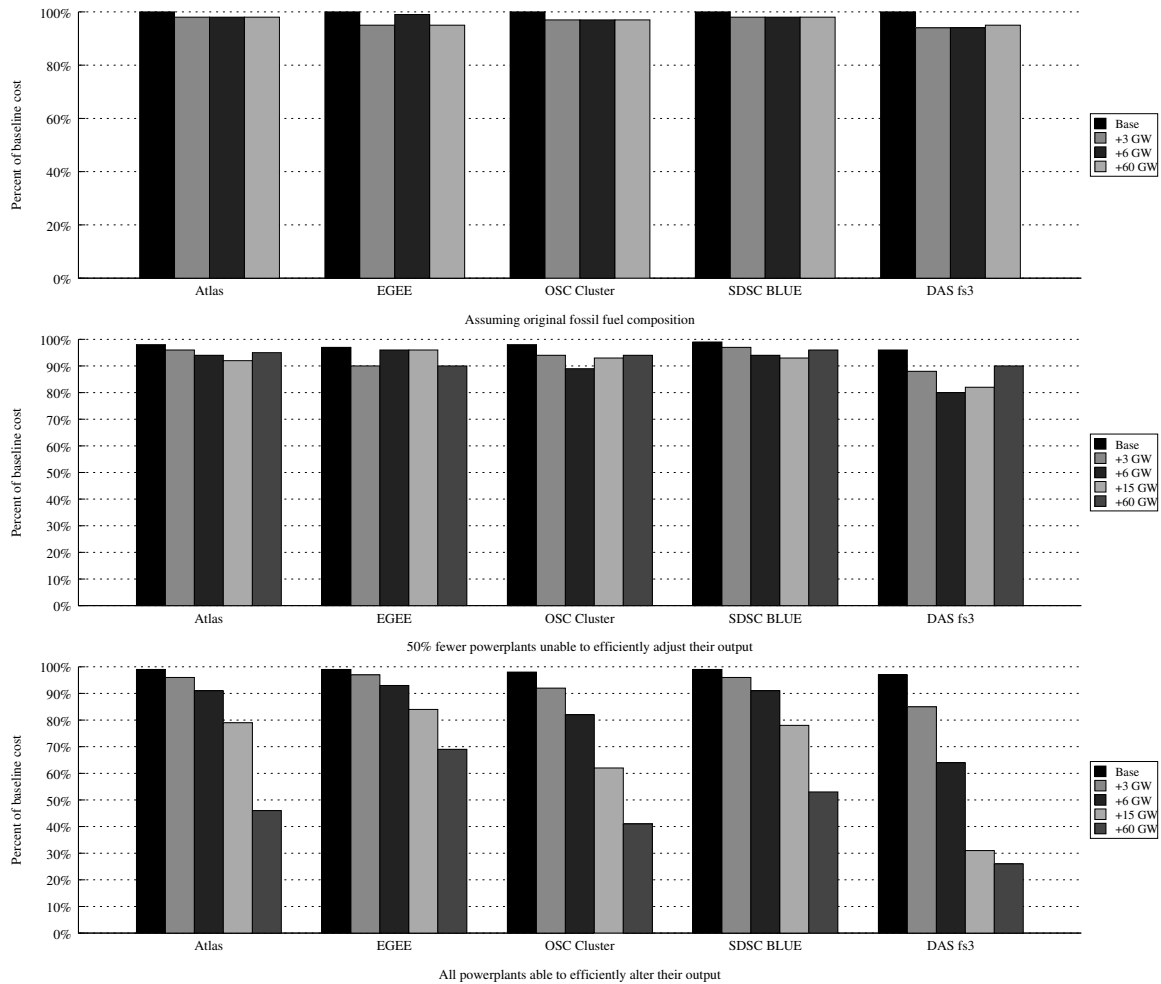 100%
80%
60%
40%
20%
0%
Percent of baseline cost
Atlas EGEE OSC Cluster SDSC BLUE DAS fs3
Base
+3 GW
+6 GW
+60 GW
Assuming original fossil fuel composition
100%
90%
80%
70%
60%
50%
40%
30%
20%
10%
0%
Percent of baseline cost
Atlas EGEE OSC Cluster SDSC BLUE DAS fs3
Base
+3 GW
+6 GW
+15 GW
+60 GW
50% fewer powerplants unable to efficiently adjust their output
100%
90%
80%
70%
60%
50%
40%
30%
20%
10%
0%
Percent of baseline cost
Atlas EGEE OSC Cluster SDSC BLUE DAS fs3
Base
+3 GW
+6 GW
+15 GW
+60 GW
All powerplants able to efficiently alter their output